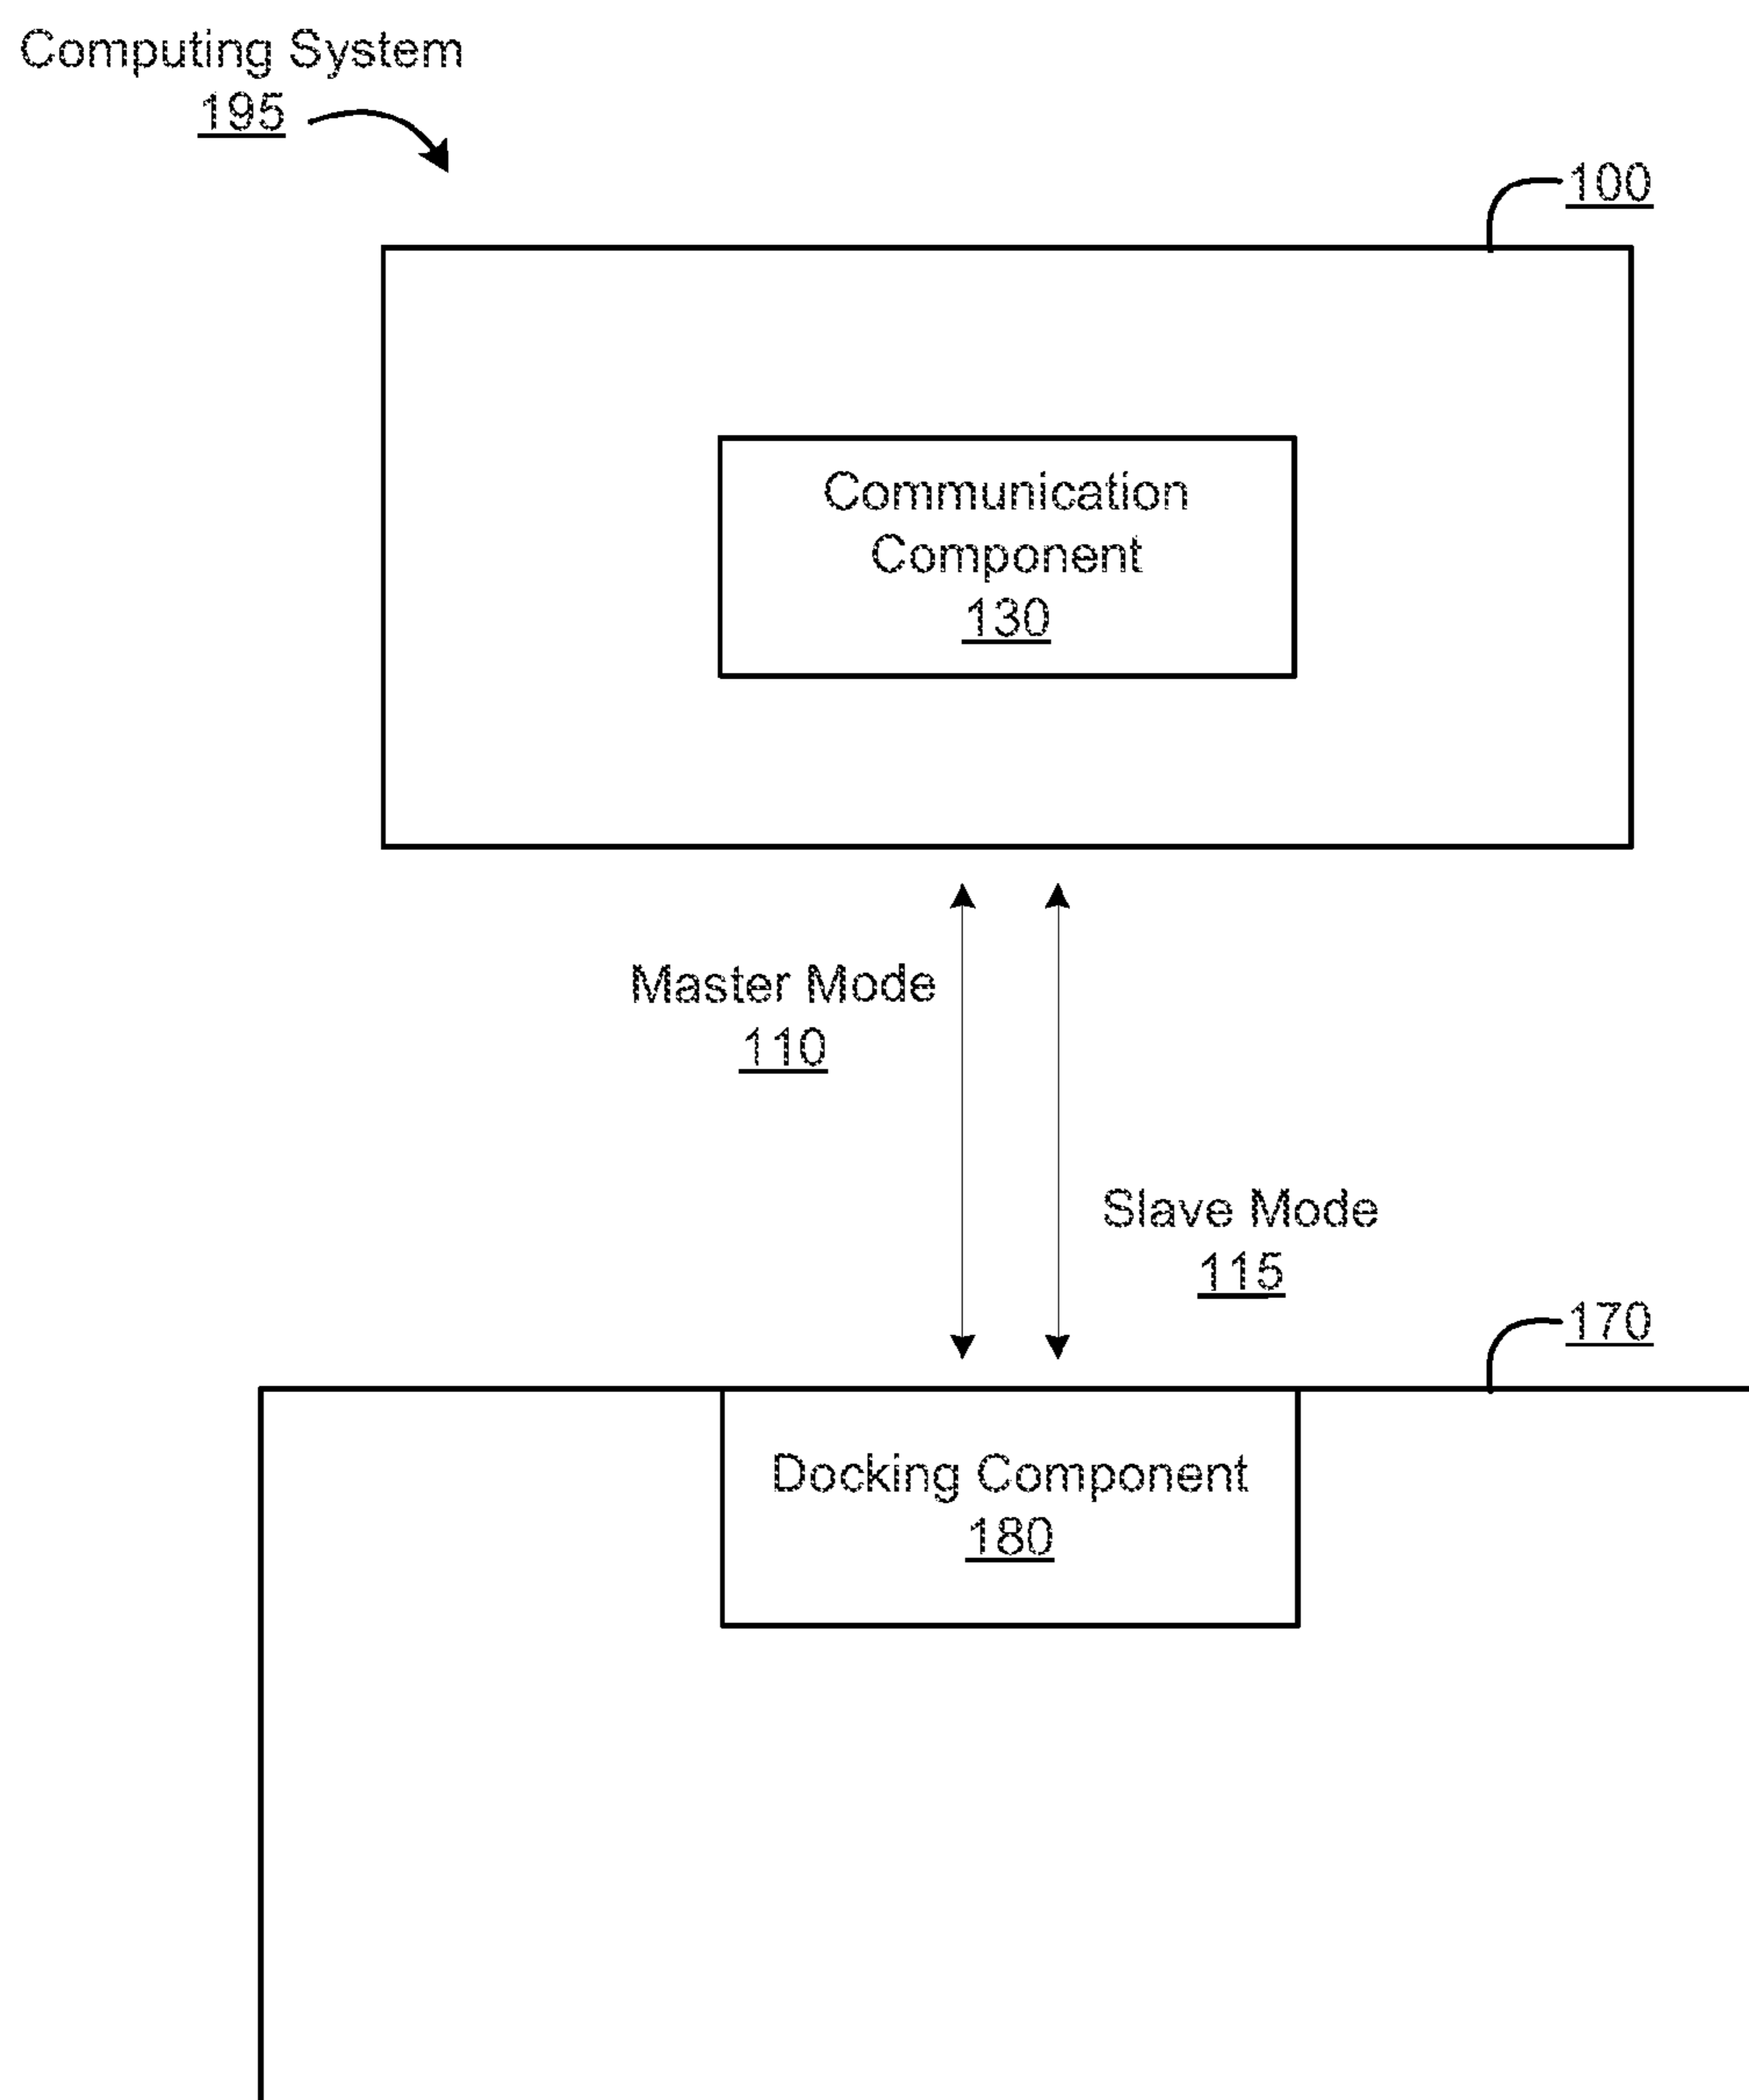 Computing System
195
100
Communication
Component
130
Master Mode
110
Slave Mode
115
170
Docking Component
180